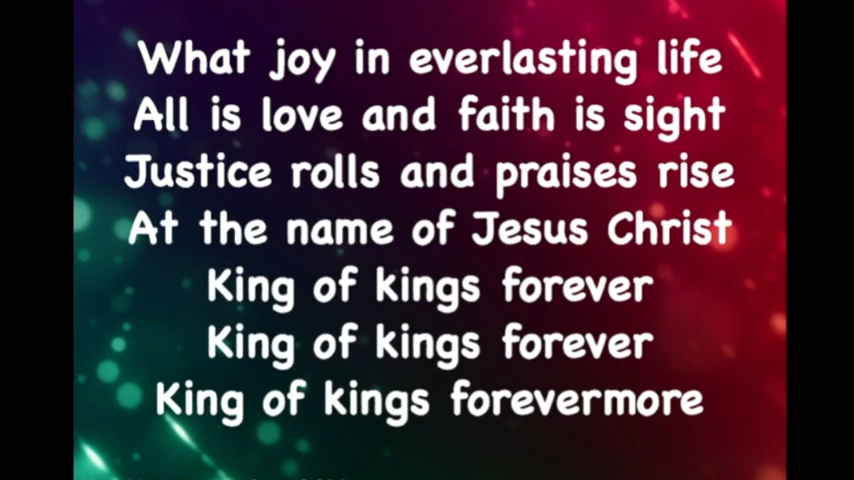 What joy in everlasting life
All is love and faith is sight
Justice rolls and praises rise
At the name of Jesus Christ
King of kings forever
King of kings forever
King of kings forevermore